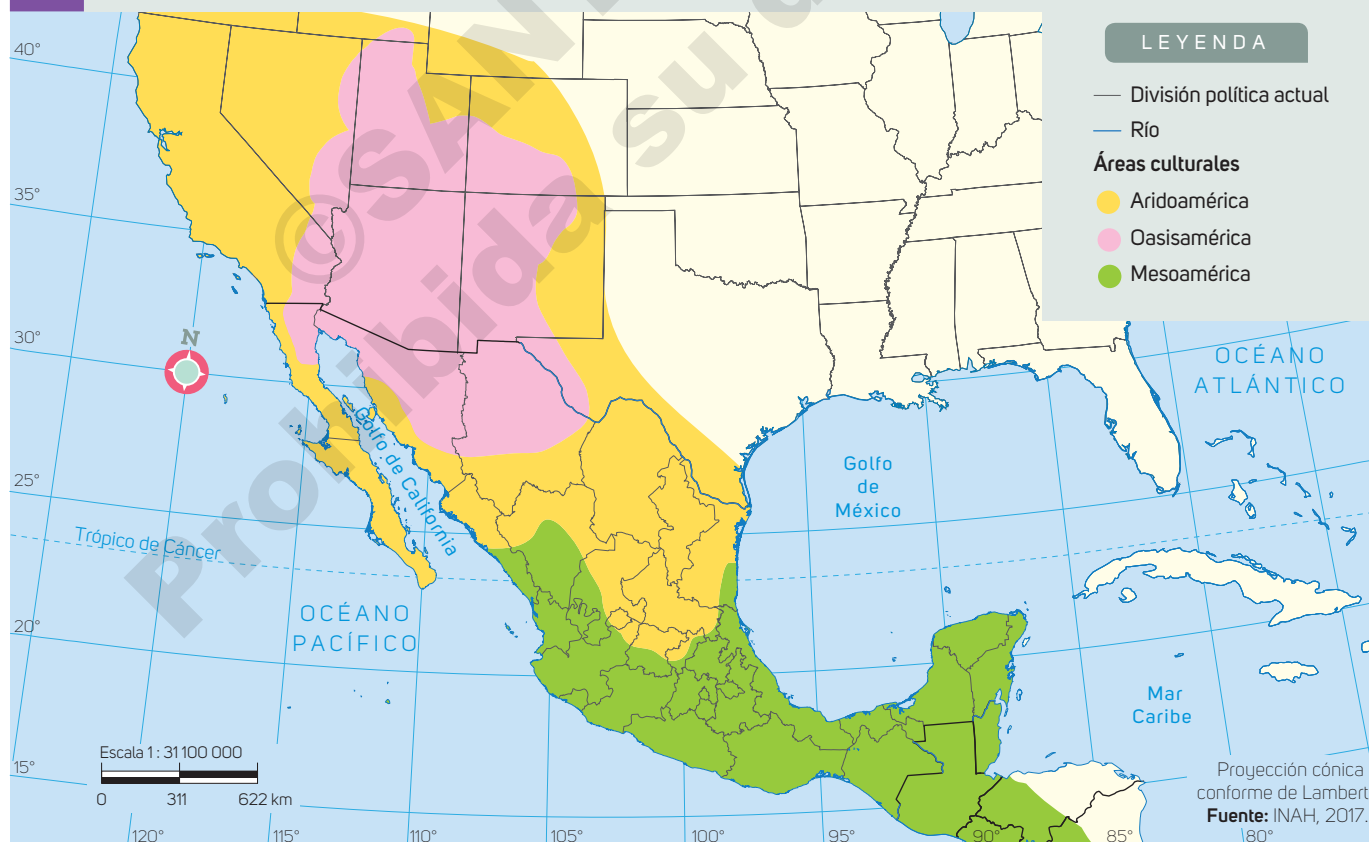 LEYENDA
División política actual
Río
Áreas culturales
Aridoamérica
Oasisamérica
Mesoamérica
©SAN
Prohibida su
40°
35°
30°
25°
20°
15°
N
OCÉANO
ATLÁNTICO
Golfo de California
Golfo
de
México
Trópico de Cáncer
OCÉANO
PACÍFICO
Mar
Caribe
Escala 1 : 31 100 000
0 311 622 km
Proyección cónica
conforme de Lambert
Fuente: INAH, 2017.
120° 115° 110° 105° 100° 95° 90° 85° 80°